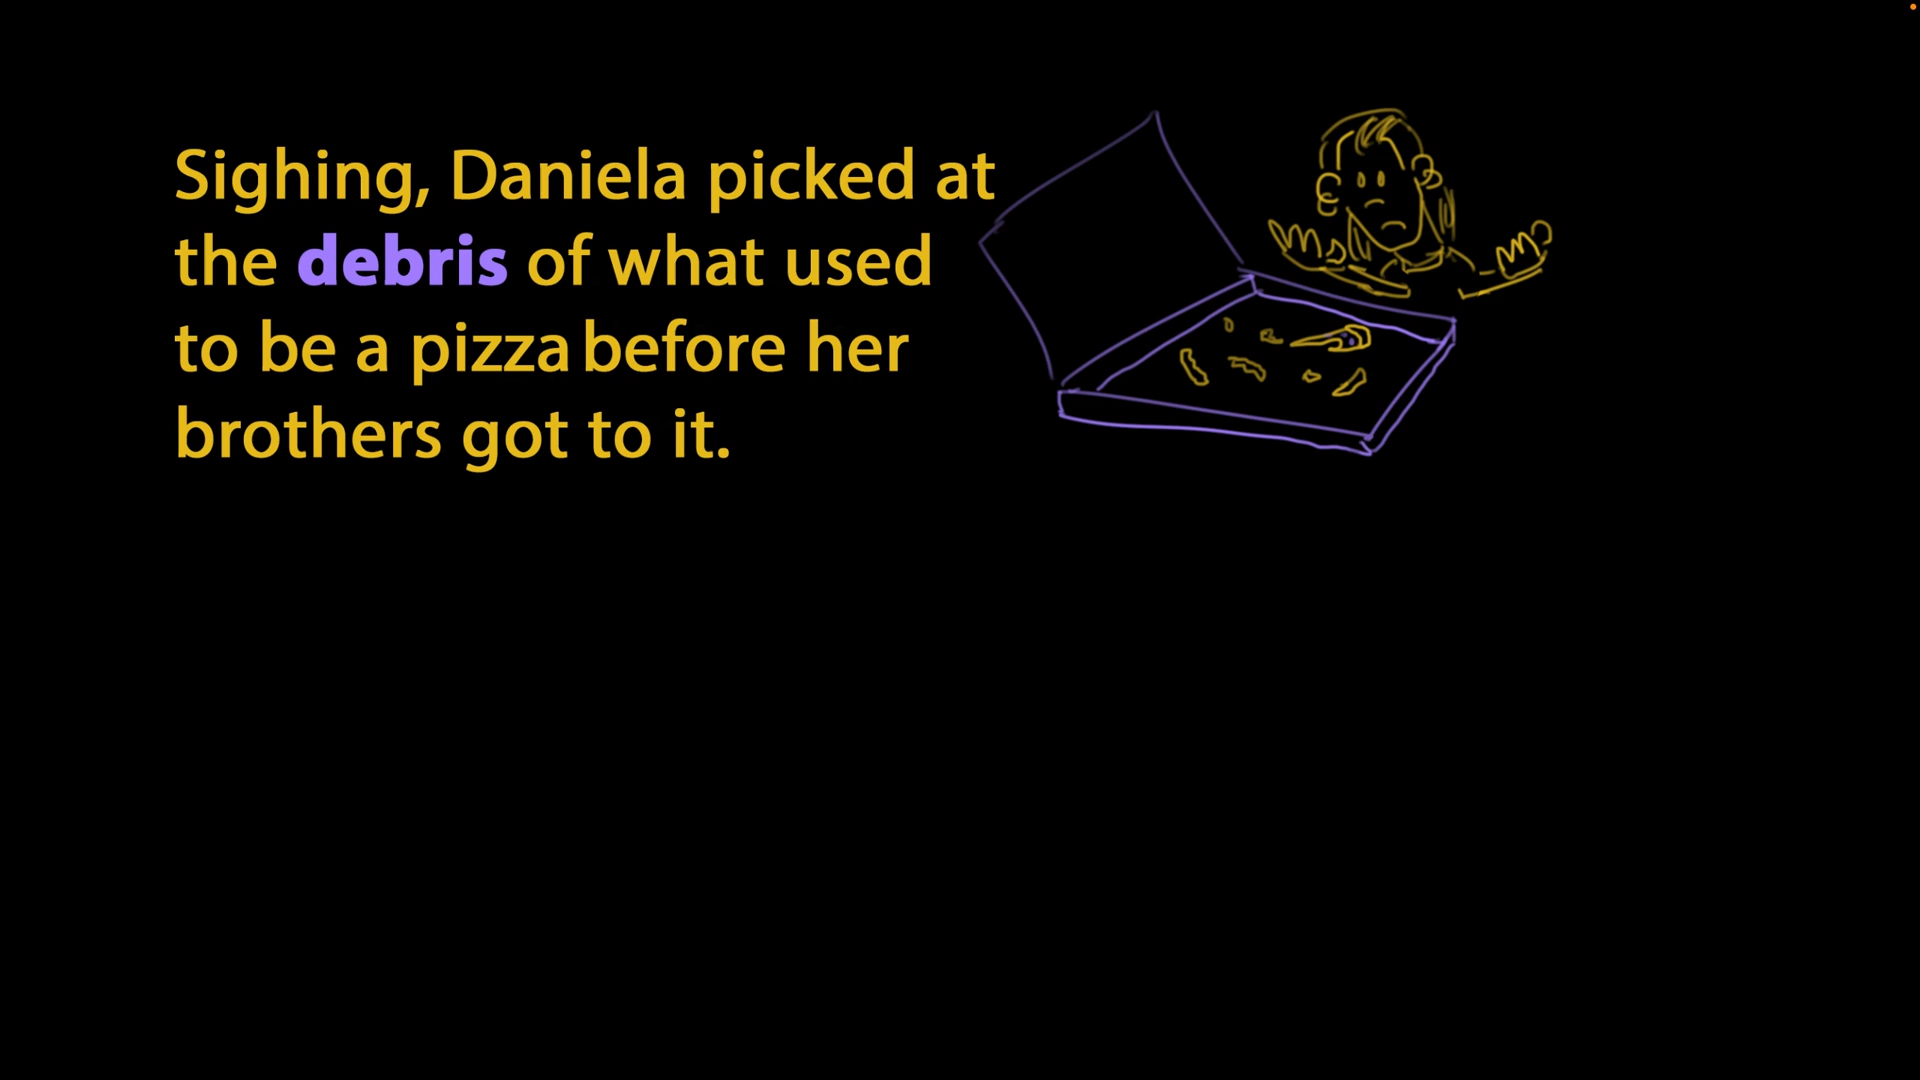 Sighing, Daniela picked at
the debris of what used
to be a pizza before her
brothers got to it.